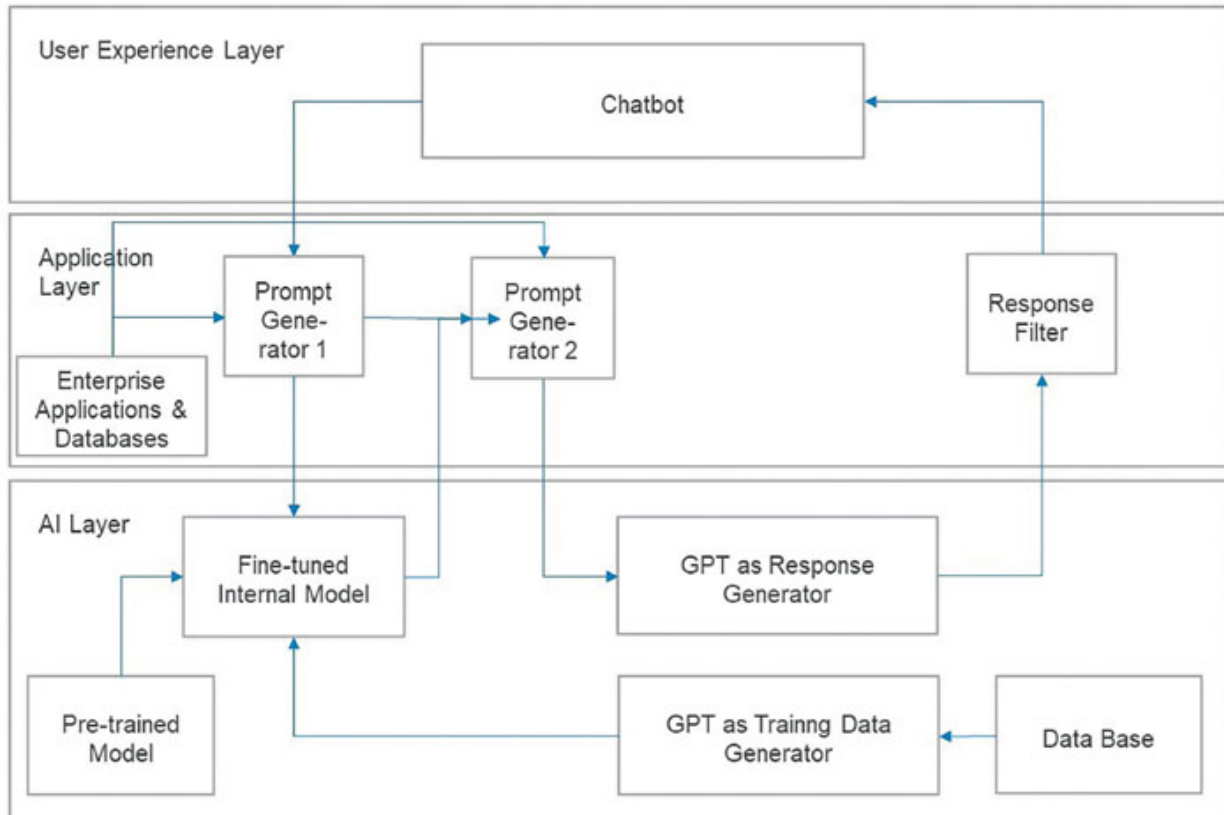 User Experience Layer
Chatbot
Application
Layer
Prompt
Gene-
rator 1
Prompt
Gene-
rator 2
Response
Filter
Enterprise
Applications &
Databases
AI Layer
Fine-tuned
Internal Model
GPT as Response
Generator
Pre-trained
Model
GPT as Trainng Data
Generator
Data Base